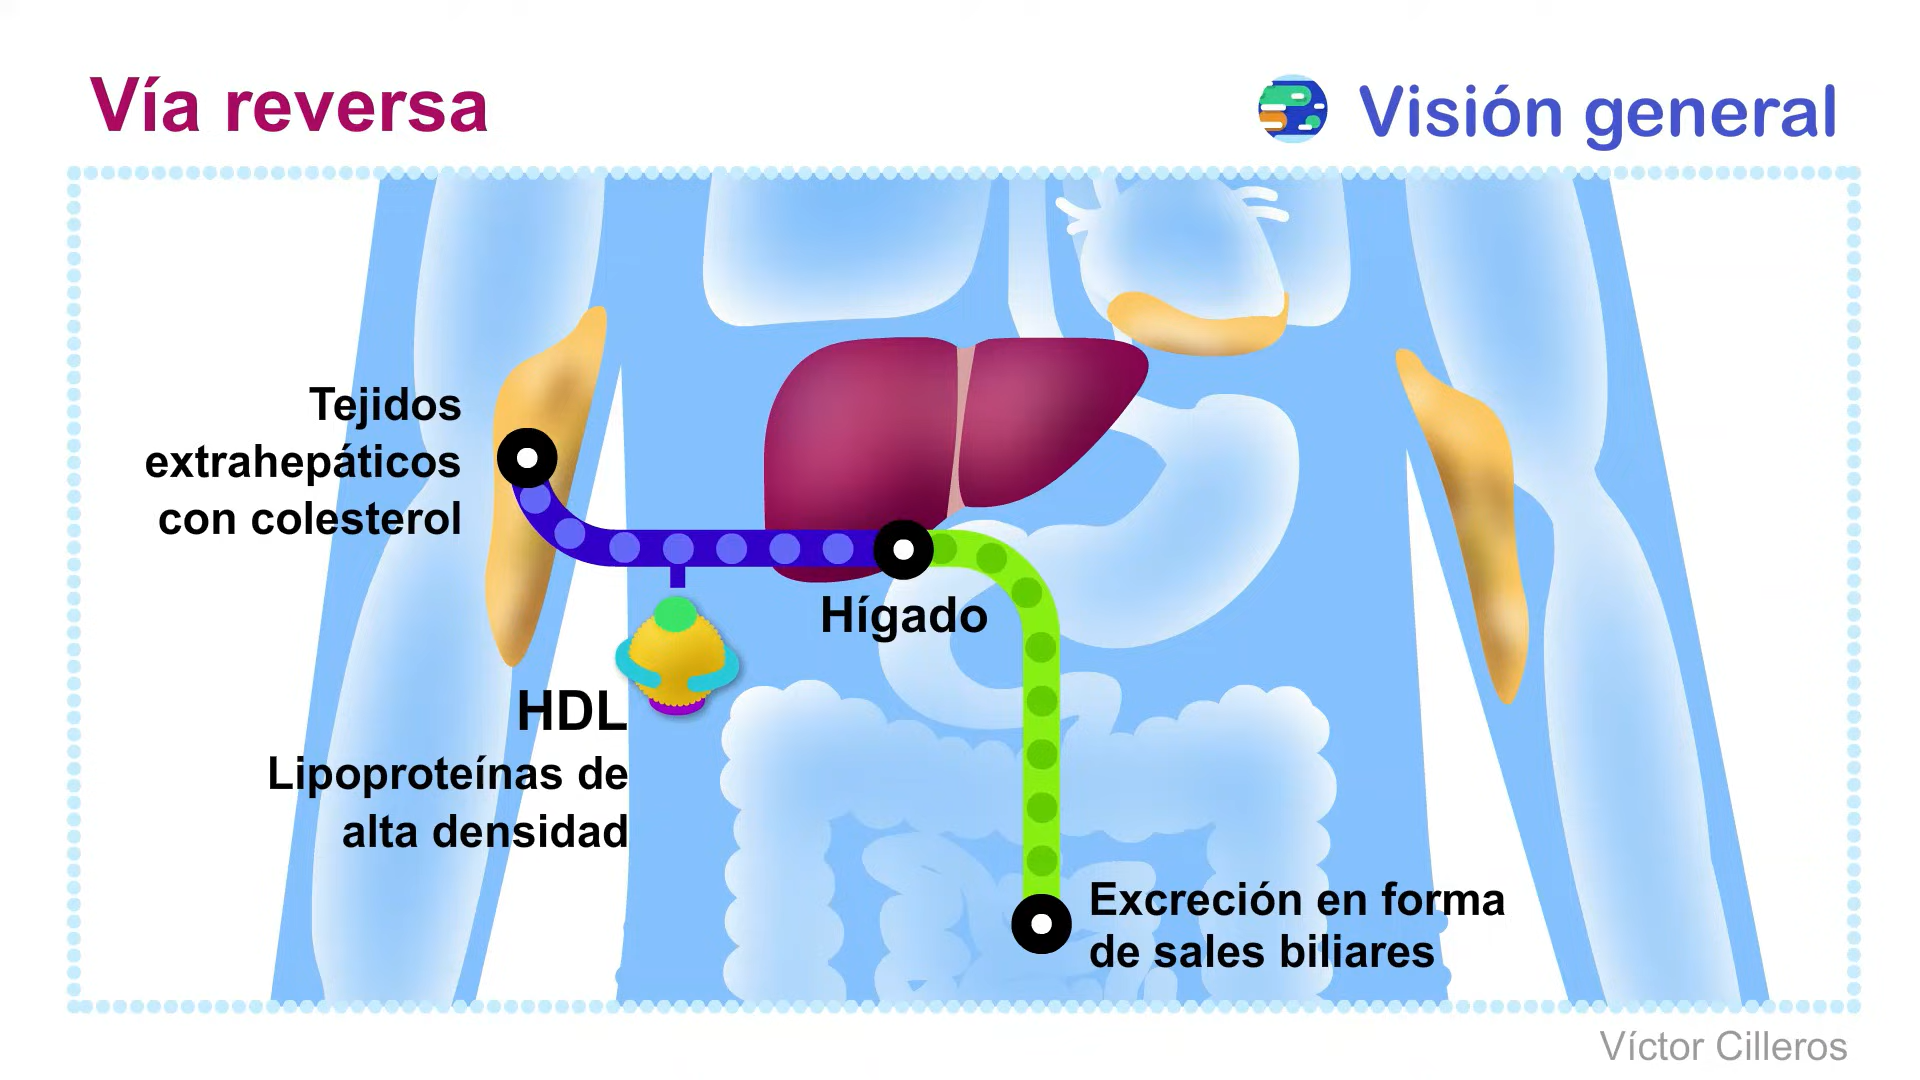 Vía reversa
Visión general
Tejidos
extrahepáticos
con colesterol
Hígado
HDL
Lipoproteínas de
alta densidad
Excreción en forma
de sales biliares
Víctor Cilleros